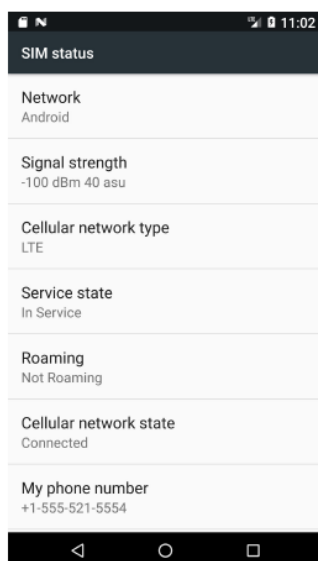 11:02
SIM status
Network
Android
Signal strength
-100 dBm 40 asu
Cellular network type
LTE
Service state
In Service
Roaming
Not Roaming
Cellular network state
Connected
My phone number
+1-555-521-5554